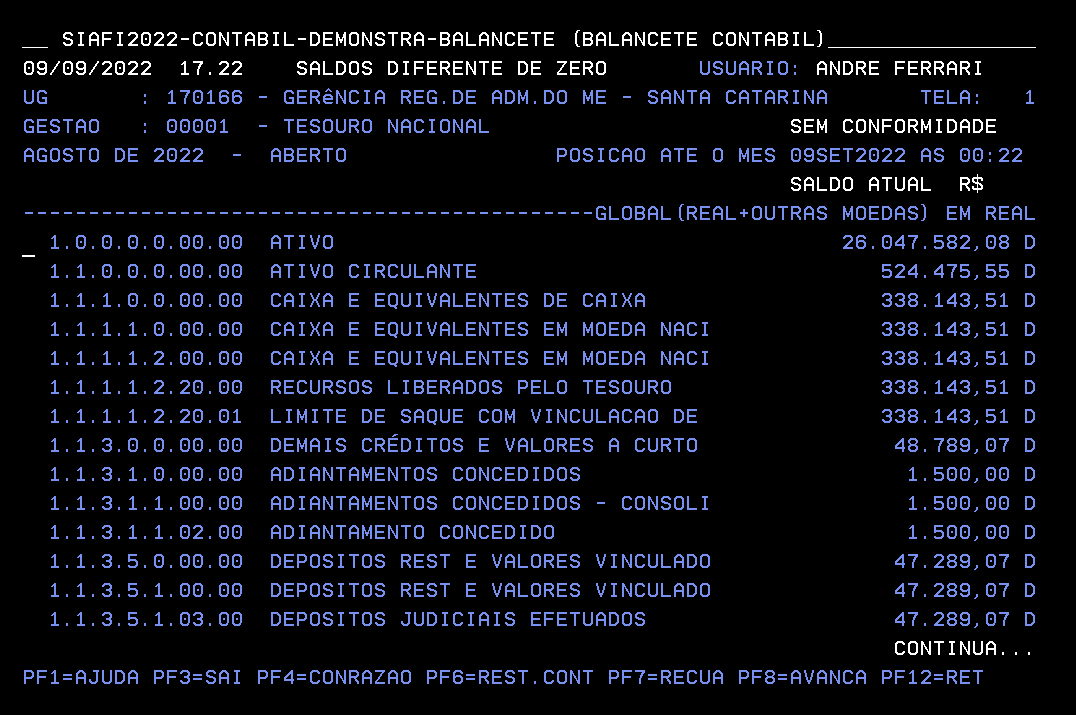 __ SIAFI2022-CONTABIL-DEMONSTRA-BALANCETE (BALANCETE CONTABIL)________________
09/09/2022  17.22    SALDOS DIFERENTE DE ZERO       USUARIO: ANDRE FERRARI
UG       : 170166 - GERêNCIA REG.DE ADM.DO ME - SANTA CATARINA       TELA:   1
GESTAO   : 00001  - TESOURO NACIONAL                       SEM CONFORMIDADE
AGOSTO DE 2022  -  ABERTO                POSICAO ATE O MES 09SET2022 AS 00:22
SALDO ATUAL  R$
--------------------------------------------GLOBAL(REAL+OUTRAS MOEDAS) EM REAL
_ 1.0.0.0.0.00.00  ATIVO                                       26.047.582,08 D
1.1.0.0.0.00.00  ATIVO CIRCULANTE                               524.475,55 D
1.1.1.0.0.00.00  CAIXA E EQUIVALENTES DE CAIXA                  338.143,51 D
1.1.1.1.0.00.00  CAIXA E EQUIVALENTES EM MOEDA NACI             338.143,51 D
1.1.1.1.2.00.00  CAIXA E EQUIVALENTES EM MOEDA NACI             338.143,51 D
1.1.1.1.2.20.00  RECURSOS LIBERADOS PELO TESOURO                338.143,51 D
1.1.1.1.2.20.01  LIMITE DE SAQUE COM VINCULACAO DE              338.143,51 D
1.1.3.0.0.00.00  DEMAIS CRÉDITOS E VALORES A CURTO               48.789,07 D
1.1.3.1.0.00.00  ADIANTAMENTOS CONCEDIDOS                         1.500,00 D
1.1.3.1.1.00.00  ADIANTAMENTOS CONCEDIDOS - CONSOLI               1.500,00 D
1.1.3.1.1.02.00  ADIANTAMENTO CONCEDIDO                           1.500,00 D
1.1.3.5.0.00.00  DEPOSITOS REST E VALORES VINCULADO              47.289,07 D
1.1.3.5.1.00.00  DEPOSITOS REST E VALORES VINCULADO              47.289,07 D
1.1.3.5.1.03.00  DEPOSITOS JUDICIAIS EFETUADOS                   47.289,07 D
CONTINUA...
PF1=AJUDA PF3=SAI PF4=CONRAZAO PF6=REST.CONT PF7=RECUA PF8=AVANCA PF12=RET